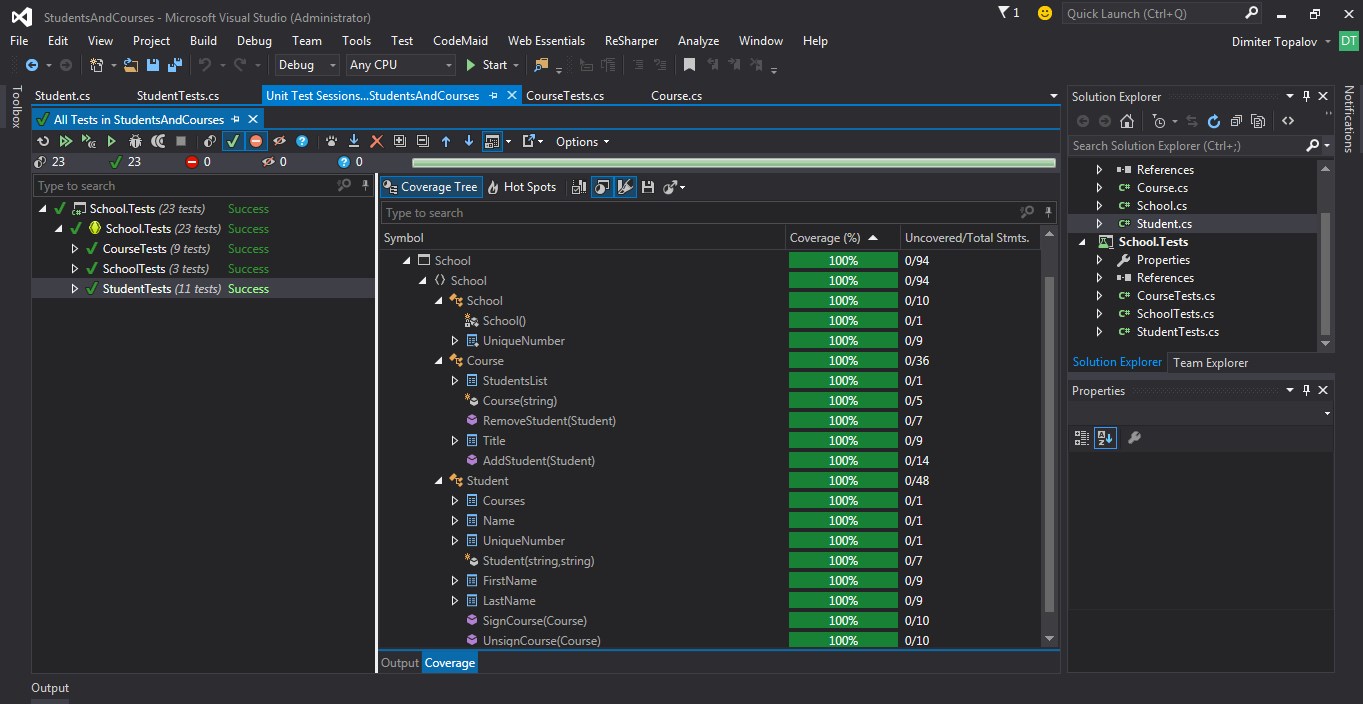 StudentsAndCourses - Microsoft Visual Studio (Administrator)
1
Quick Launch (Ctrl+Q)
File Edit View Project Build Debug Team Tools Test CodeMaid Web Essentials ReSharper Analyze Window Help
Dimiter Topalov DT
Debug Any CPU Start
Toolbox
Student.cs StudentTests.cs Unit Test Sessions...StudentsAndCourses CourseTests.cs Course.cs
All Tests in StudentsAndCourses
Options
23 23 0 0 0
Type to search
School.Tests (23 tests) Success
School.Tests (23 tests) Success
CourseTests (9 tests) Success
SchoolTests (3 tests) Success
StudentTests (11 tests) Success
Coverage Tree Hot Spots
Type to search
Symbol Coverage (%) Uncovered/Total Stmts.
School 100% 0/94
School 100% 0/94
School 100% 0/10
School() 100% 0/1
UniqueNumber 100% 0/9
Course 100% 0/36
StudentsList 100% 0/1
Course(string) 100% 0/5
RemoveStudent(Student) 100% 0/7
Title 100% 0/9
AddStudent(Student) 100% 0/14
Student 100% 0/48
Courses 100% 0/1
Name 100% 0/1
UniqueNumber 100% 0/1
Student(string,string) 100% 0/7
FirstName 100% 0/9
LastName 100% 0/9
SignCourse(Course) 100% 0/10
UnsignCourse(Course) 100% 0/10
Output Coverage
Solution Explorer
Search Solution Explorer (Ctrl+;)
References
C# Course.cs
C# School.cs
C# Student.cs
School.Tests
Properties
References
C# CourseTests.cs
C# SchoolTests.cs
C# StudentTests.cs
Solution Explorer Team Explorer
Properties
Notifications
Output